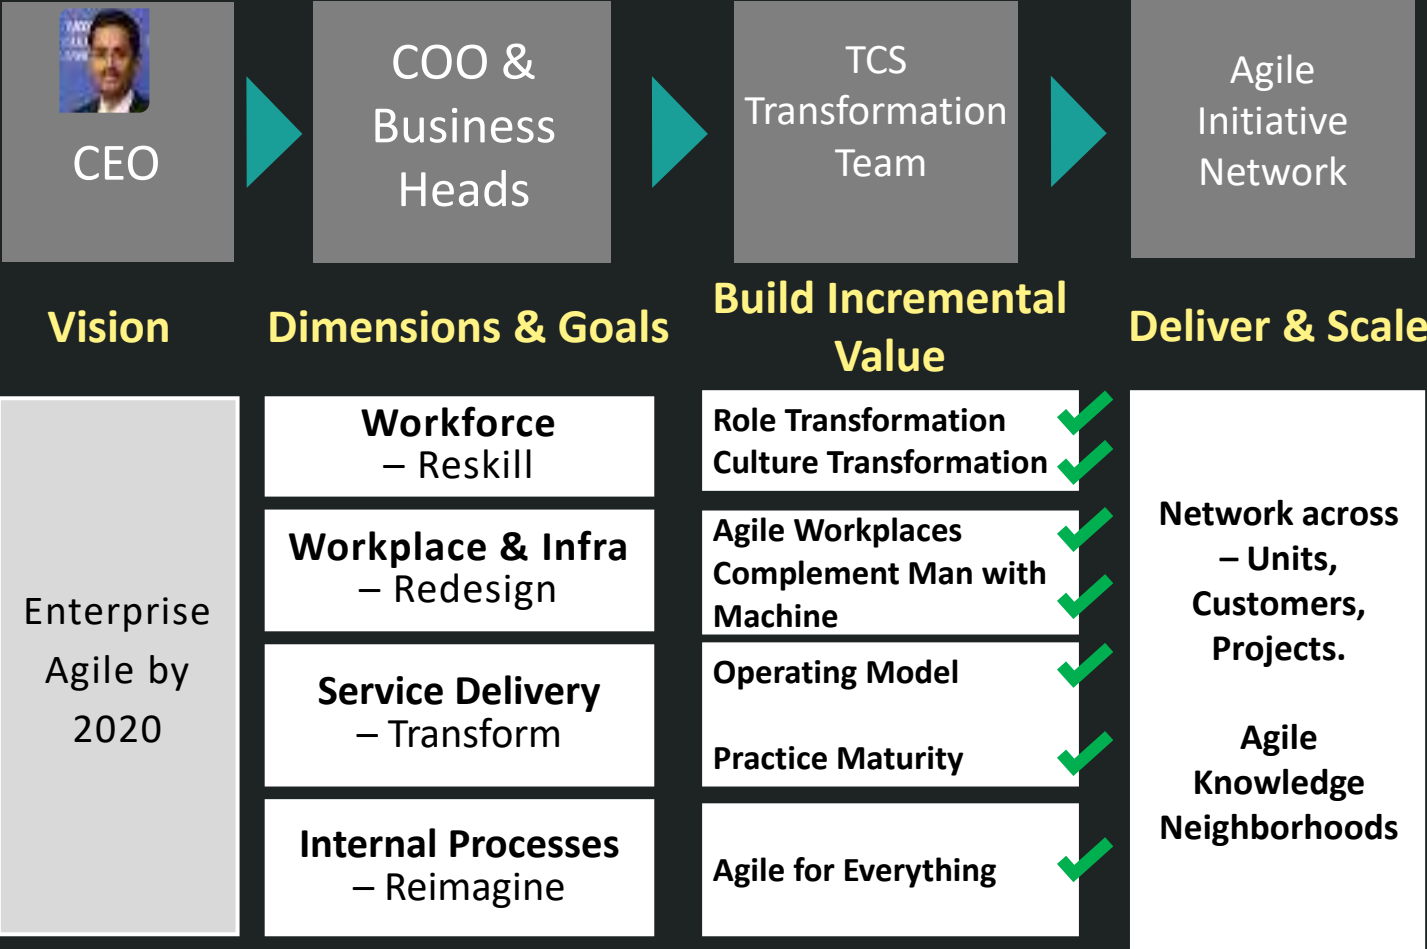 CEO
COO &
Business
Heads
TCS
Transformation
Team
Agile
Initiative
Network
Vision
Dimensions & Goals
Build Incremental
Value
Deliver & Scale
Enterprise
Agile by
2020
Workforce
– Reskill
Workplace & Infra
– Redesign
Service Delivery
– Transform
Internal Processes
– Reimagine
Role Transformation
Culture Transformation
Agile Workplaces
Complement Man with
Machine
Operating Model
Practice Maturity
Agile for Everything
Network across
– Units,
Customers,
Projects.
Agile
Knowledge
Neighborhoods